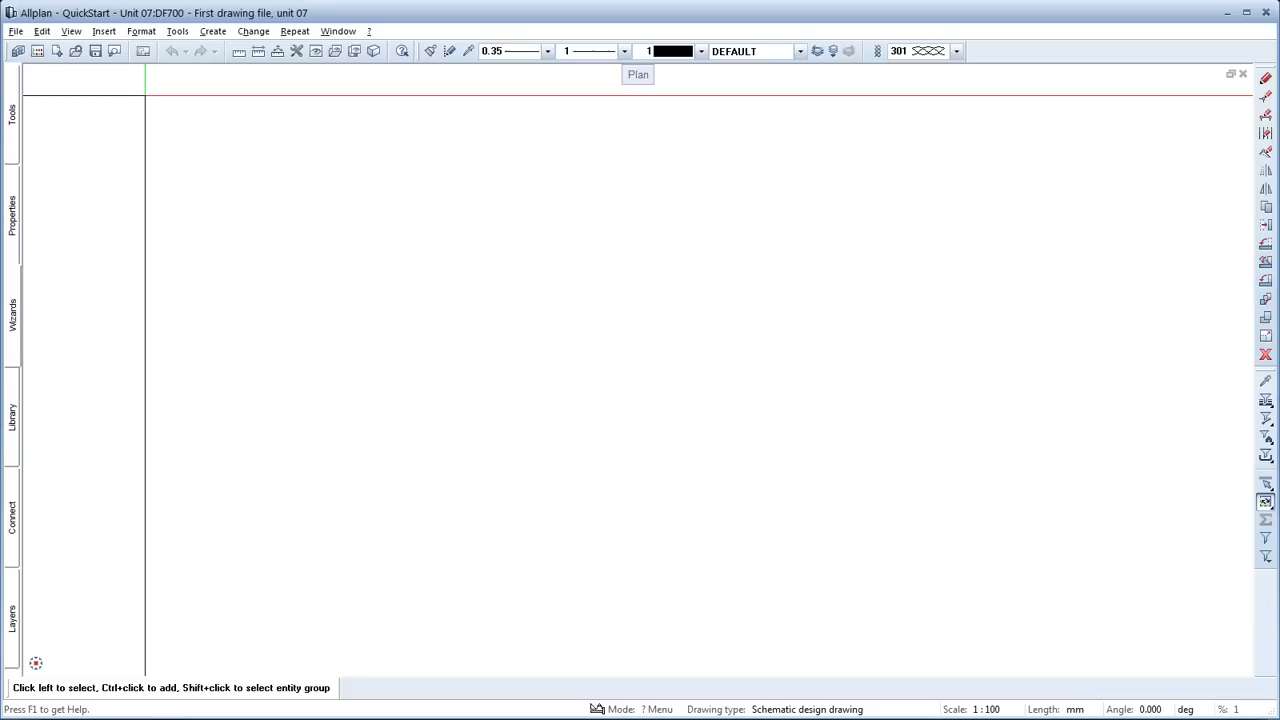 Allplan - QuickStart - Unit 07:DF700 - First drawing file, unit 07
File Edit View Insert Format Tools Create Change Repeat Window ?
0.35 1 1 DEFAULT 301
Plan
Tools
Properties
Wizards
Library
Connect
Layers
Click left to select, Ctrl+click to add, Shift+click to select entity group
Press F1 to get Help. Mode: ? Menu Drawing type: Schematic design drawing Scale: 1 : 100 Length: mm Angle: 0.000 deg %: 1